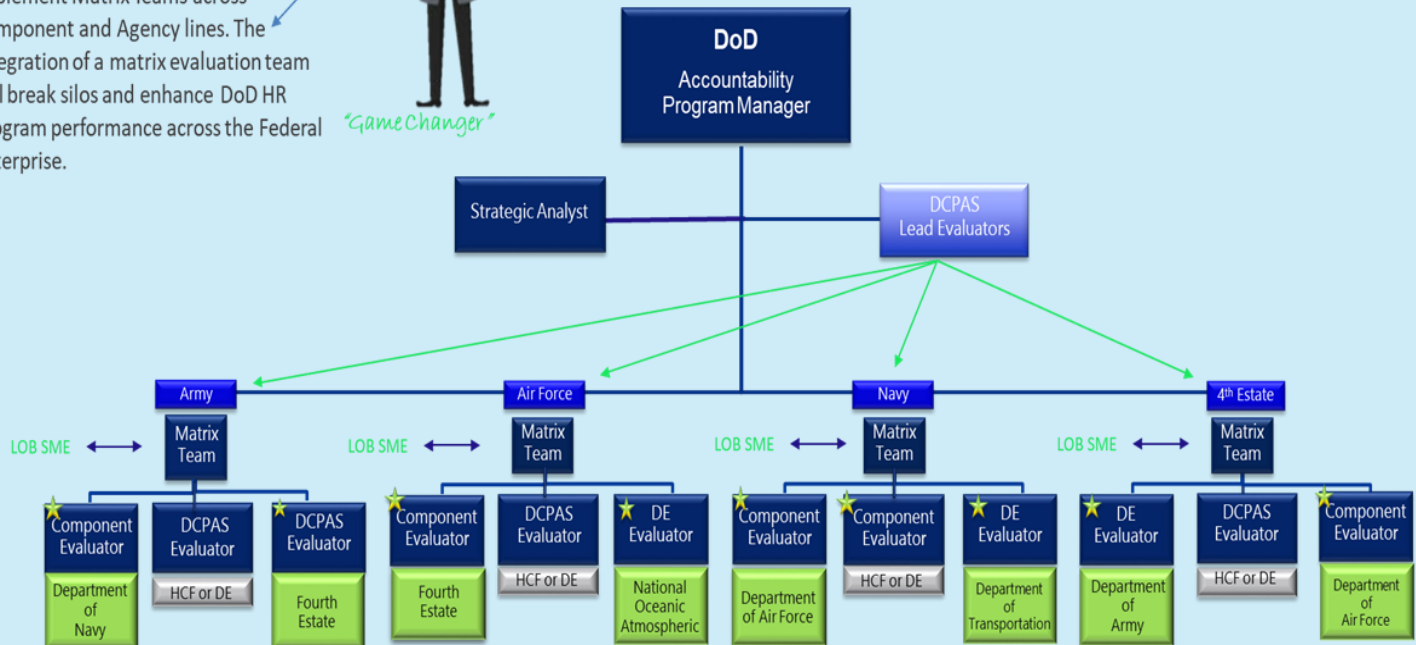 Component and Agency lines. The
integration of a matrix evaluation team
break silos and enhance DoD HR
program performance across the Federal
"GameChanger"
DoD
Accountability
Program Manager
Strategic Analyst
DCPAS
Lead Evaluators
Army
Air Force
Navy
4th Estate
LOB SME
Matrix
Team
LOB SME
Matrix
Team
LOB SME
Matrix
Team
LOB SME
Matrix
Team
Component
Evaluator
Department
of
Navy
DCPAS
Evaluator
HCF or DE
DCPAS
Evaluator
Fourth
Estate
Component
Evaluator
Fourth
Estate
DCPAS
Evaluator
HCF or DE
DE
Evaluator
National
Oceanic
Atmospheric
Component
Evaluator
Department
of Air Force
Component
Evaluator
HCF or DE
DE
Evaluator
Department
of
Transportation
DE
Evaluator
Department
of
Army
DCPAS
Evaluator
HCF or DE
Component
Evaluator
Department
of
Air Force